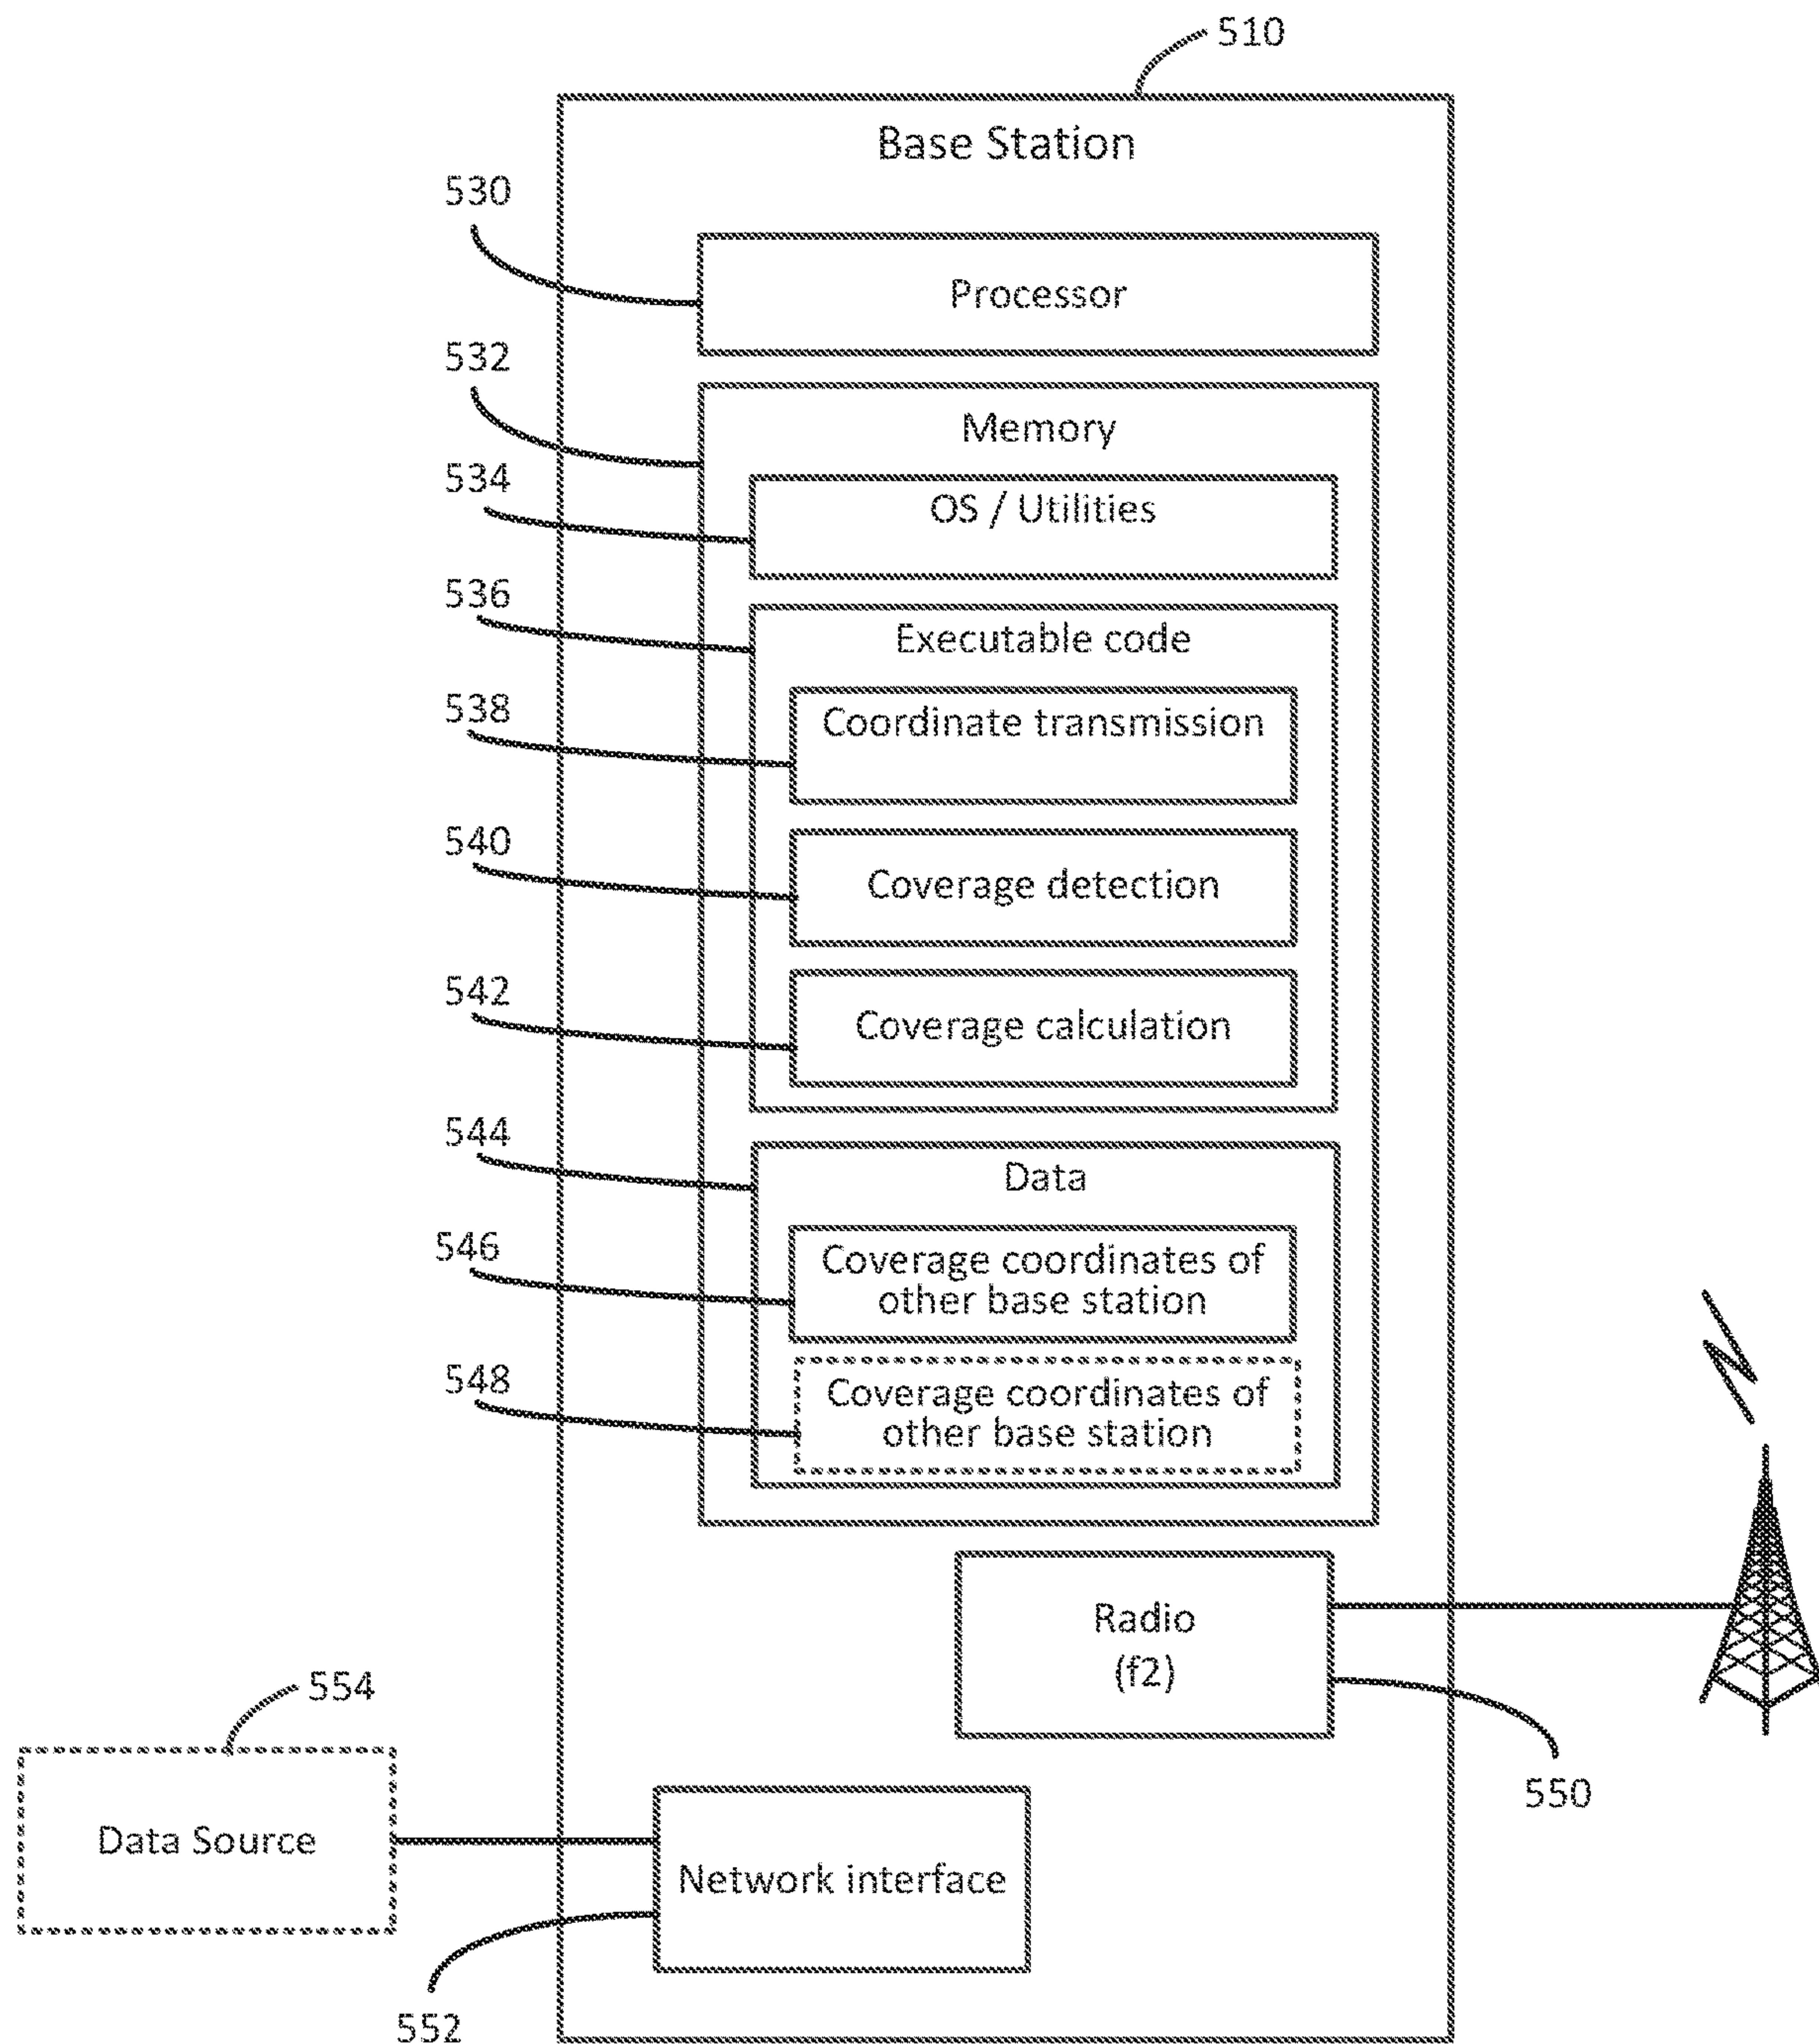 510
Base Station
530
Processor
532
Memory
534
OS / Utilities
536
Executable code
538
Coordinate transmission
540
Coverage detection
542
Coverage calculation
544
Data
546
Coverage coordinates of
other base station
548
Coverage coordinates of
other base station
Radio
(f2)
550
554
Data Source
Network interface
552